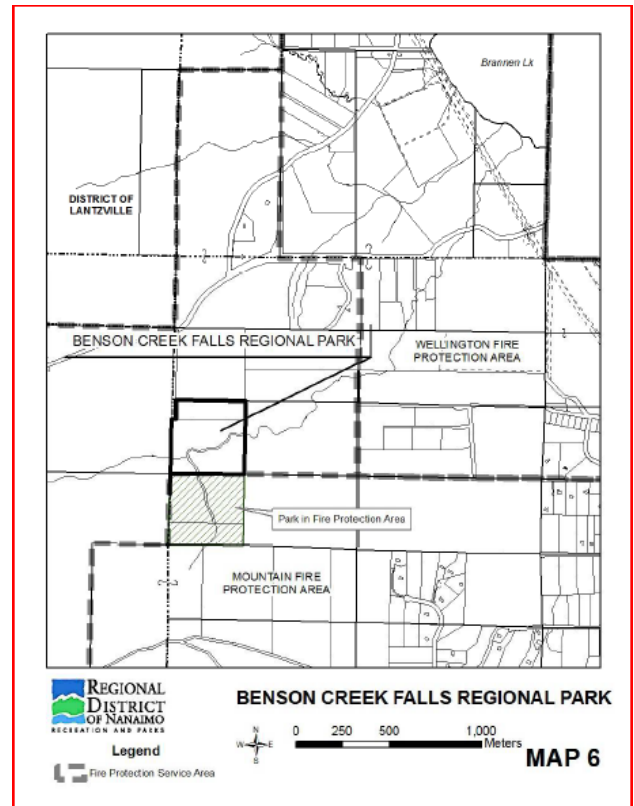 Brannen Lk
DISTRICT OF
LANTZVILLE
BENSON CREEK FALLS REGIONAL PARK
WELLINGTON FIRE
PROTECTION AREA
Park in Fire Protection Area
MOUNTAIN FIRE
PROTECTION AREA
REGIONAL
DISTRICT
OF NANAIMO
RECREATION AND PARKS
BENSON CREEK FALLS REGIONAL PARK
N
W E
S
0 250 500 1,000
Meters
MAP 6
Legend
Fire Protection Service Area